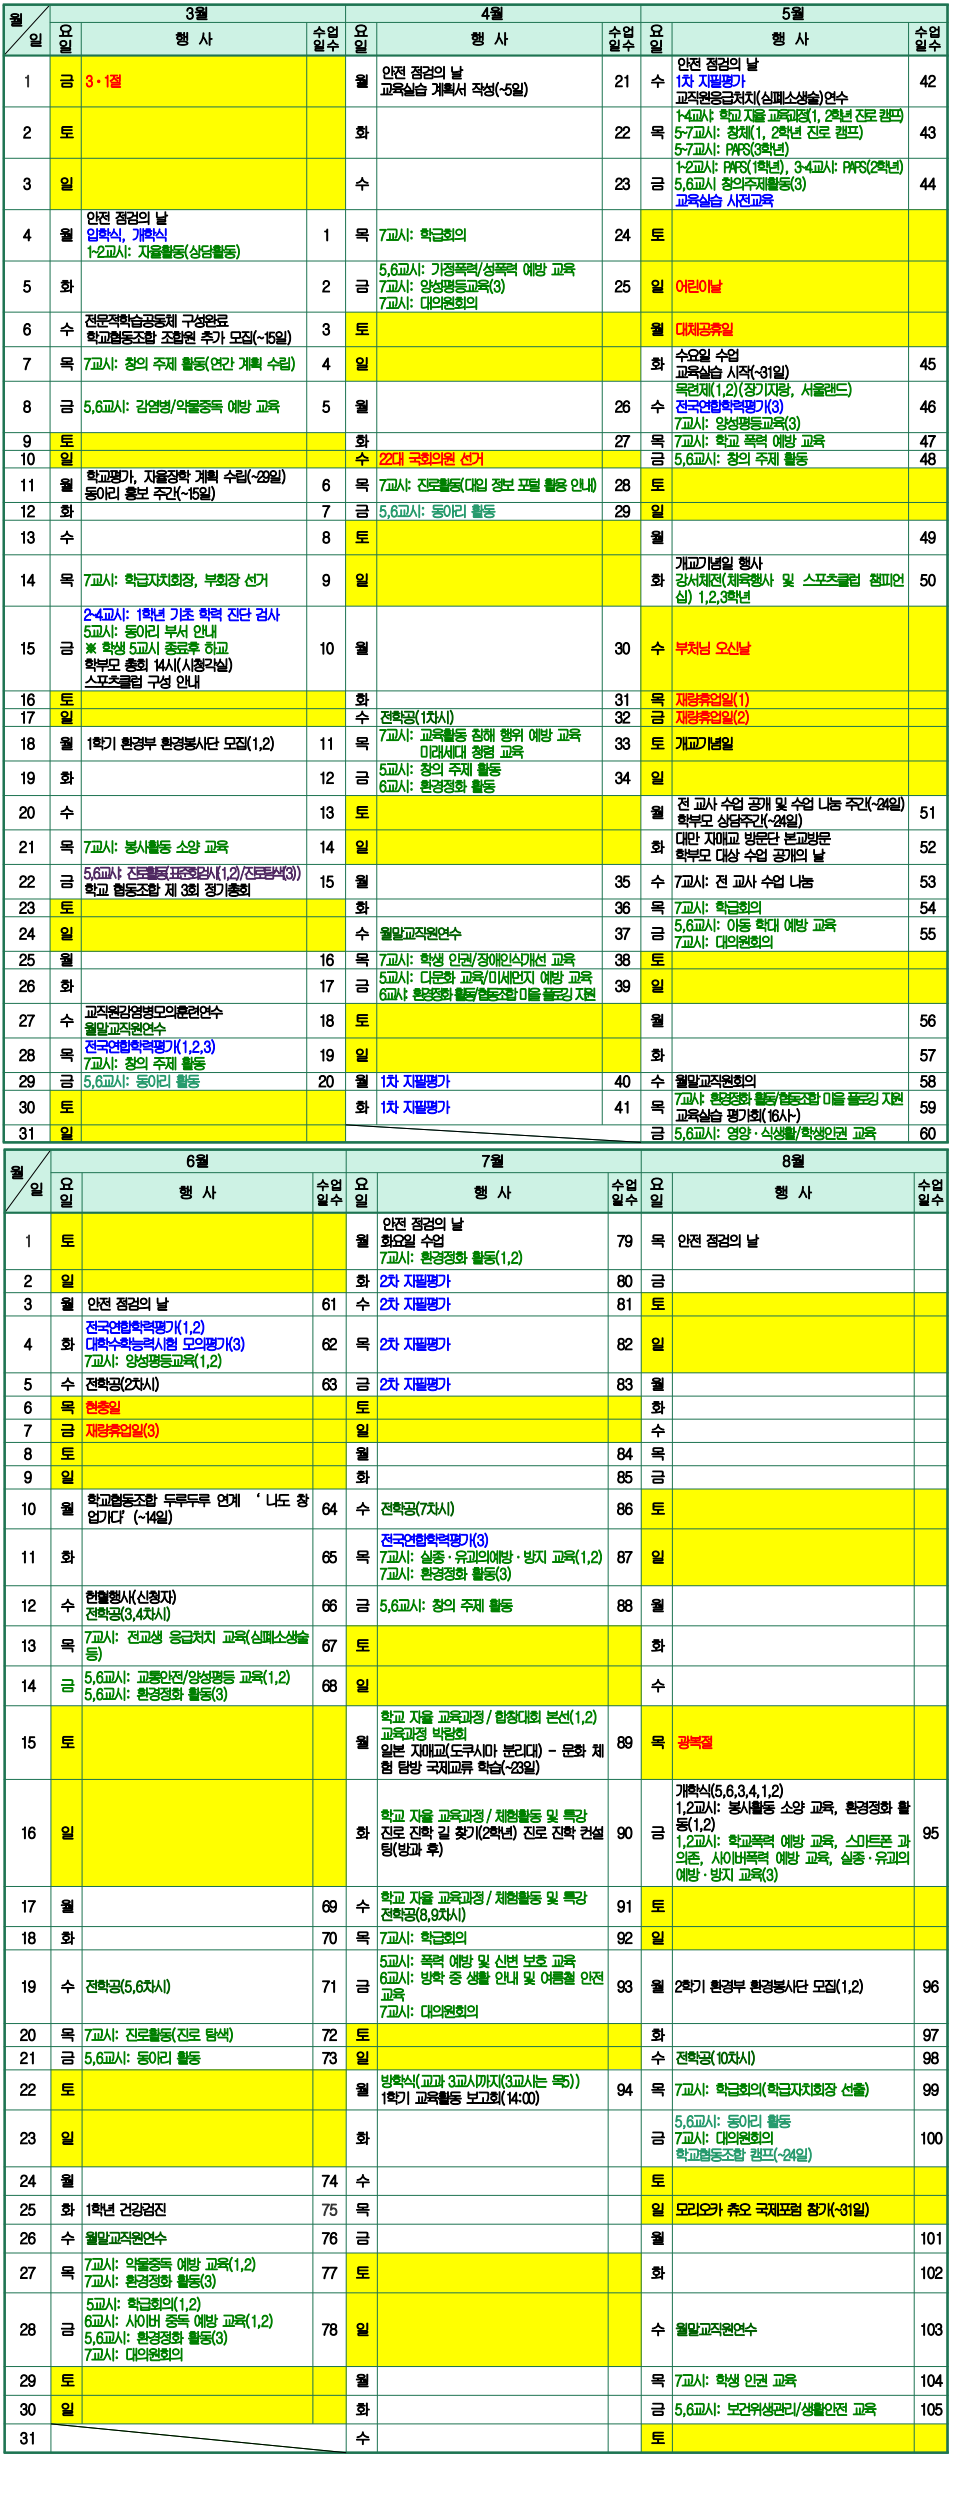 월 3월 4월 5월
일 요일 행 사 수업일수 요일 행 사 수업일수 요일 행 사 수업일수
1 금 3·1절 월 안전 점검의 날 21 수 안전 점검의 날 42
교육실습 계획서 작성(~5일) 1차 지필평가
교직원응급처치(심폐소생술)연수
2 토 화 22 목 1~4교시: 학교 자율 교육과정(1, 2학년 진로 캠프) 43
5~7교시: 창체(1, 2학년 진로 캠프)
5~7교시: PAPS(3학년)
3 일 수 23 금 1~2교시: PAPS(1학년), 3~4교시: PAPS(2학년) 44
5,6교시 창의주제활동(3)
교육실습 사전교육
4 월 안전 점검의 날 1 목 7교시: 학급회의 24 토
입학식, 개학식
1~2교시: 자율활동(상담활동)
5 화 2 금 5,6교시: 가정폭력/성폭력 예방 교육 25 일 어린이날
7교시: 양성평등교육(3)
7교시: 대의원회의
6 수 전문적학습공동체 구성완료 3 토 월 대체공휴일
학교협동조합 조합원 추가 모집(~15일)
7 목 7교시: 창의 주제 활동(연간 계획 수립) 4 일 화 수요일 수업 45
교육실습 시작(~31일)
8 금 5,6교시: 감염병/약물중독 예방 교육 5 월 26 수 목련제(1,2)(장기자랑, 서울랜드) 46
전국연합학력평가(3)
7교시: 양성평등교육(3)
9 토 화 27 목 7교시: 학교 폭력 예방 교육 47
10 일 수 22대 국회의원 선거 금 5,6교시: 창의 주제 활동 48
11 월 학교평가, 자율장학 계획 수립(~29일) 6 목 7교시: 진로활동(대입 정보 포털 활용 안내) 28 토
동아리 홍보 주간(~15일)
12 화 7 금 5,6교시: 동아리 활동 29 일
13 수 8 토 월 49
14 목 7교시: 학급자치회장, 부회장 선거 9 일 화 개교기념일 행사 50
강서체전(체육행사 및 스포츠클럽 챔피언
십) 1,2,3학년
15 금 2~4교시: 1학년 기초 학력 진단 검사 10 월 30 수 부처님 오신날
5교시: 동아리 부서 안내
※ 학생 5교시 종료후 하교
학부모 총회 14시(시청각실)
스포츠클럽 구성 안내
16 토 화 31 목 재량휴업일(1)
17 일 수 전학공(1차시) 32 금 재량휴업일(2)
18 월 1학기 환경부 환경봉사단 모집(1,2) 11 목 7교시: 교육활동 침해 행위 예방 교육 33 토 개교기념일
미래세대 청렴 교육
19 화 12 금 5교시: 창의 주제 활동 34 일
6교시: 환경정화 활동
20 수 13 토 월 전 교사 수업 공개 및 수업 나눔 주간(~24일) 51
학부모 상담주간(~24일)
21 목 7교시: 봉사활동 소양 교육 14 일 화 대만 자매교 방문단 본교방문 52
학부모 대상 수업 공개의 날
22 금 5,6교시: 진로활동(표준화검사(1,2)/진로탐색(3)) 15 월 35 수 7교시: 전 교사 수업 나눔 53
학교 협동조합 제 3회 정기총회
23 토 화 36 목 7교시: 학급회의 54
24 일 수 월말교직원연수 37 금 5,6교시: 아동 학대 예방 교육 55
7교시: 대의원회의
25 월 16 목 7교시: 학생 인권/장애인식개선 교육 38 토
26 화 17 금 5교시: 다문화 교육/미세먼지 예방 교육 39 일
6교시: 환경정화 활동/협동조합 마을 플로깅 지원
27 수 교직원감염병모의훈련연수 18 토 월 56
월말교직원연수
28 목 전국연합학력평가(1,2,3) 19 일 화 57
7교시: 창의 주제 활동
29 금 5,6교시: 동아리 활동 20 월 1차 지필평가 40 수 월말교직원회의 58
30 토 화 1차 지필평가 41 목 7교시: 환경정화 활동/협동조합 마을 플로깅 지원 59
교육실습 평가회(16시~)
31 일 금 5,6교시: 영양·식생활/학생인권 교육 60
월 6월 7월 8월
일 요일 행 사 수업일수 요일 행 사 수업일수 요일 행 사 수업일수
1 토 월 안전 점검의 날 79 목 안전 점검의 날
화요일 수업
7교시: 환경정화 활동(1,2)
2 일 화 2차 지필평가 80 금
3 월 안전 점검의 날 61 수 2차 지필평가 81 토
4 화 전국연합학력평가(1,2) 62 목 2차 지필평가 82 일
대학수학능력시험 모의평가(3)
7교시: 양성평등교육(1,2)
5 수 전학공(2차시) 63 금 2차 지필평가 83 월
6 목 현충일 토 화
7 금 재량휴업일(3) 일 수
8 토 월 84 목
9 일 화 85 금
10 월 학교협동조합 두루두루 연계 ‘나도 창 64 수 전학공(7차시) 86 토
업가다’(~14일)
11 화 65 목 전국연합학력평가(3) 87 일
7교시: 실종·유괴의예방·방지 교육(1,2)
7교시: 환경정화 활동(3)
12 수 헌혈행사(신청자) 66 금 5,6교시: 창의 주제 활동 88 월
전학공(3,4차시)
13 목 7교시: 전교생 응급처치 교육(심폐소생술 67 토 화
등)
14 금 5,6교시: 교통안전/양성평등 교육(1,2) 68 일 수
5,6교시: 환경정화 활동(3)
15 토 월 학교 자율 교육과정/합창대회 본선(1,2) 89 목 광복절
교육과정 박람회
일본 자매교(도쿠시마 분리대) - 문화 체
험 탐방 국제교류 학습(~23일)
16 일 화 학교 자율 교육과정/체험활동 및 특강 90 금 개학식(5,6,3,4,1,2) 95
진로 진학 길 찾기(2학년) 진로 진학 컨설 1,2교시: 봉사활동 소양 교육, 환경정화 활
팅(방과 후) 동(1,2)
1,2교시: 학교폭력 예방 교육, 스마트폰 과
의존, 사이버폭력 예방 교육, 실종·유괴의
예방·방지 교육(3)
17 월 69 수 학교 자율 교육과정/체험활동 및 특강 91 토
전학공(8,9차시)
18 화 70 목 7교시: 학급회의 92 일
19 수 전학공(5,6차시) 71 금 5교시: 폭력 예방 및 신변 보호 교육 93 월 2학기 환경부 환경봉사단 모집(1,2) 96
6교시: 방학 중 생활 안내 및 여름철 안전
교육
7교시: 대의원회의
20 목 7교시: 진로활동(진로 탐색) 72 토 화 97
21 금 5,6교시: 동아리 활동 73 일 수 전학공(10차시) 98
22 토 월 방학식(교과 3교시까지(3교시는 목5)) 94 목 7교시: 학급회의(학급자치회장 선출) 99
1학기 교육활동 보고회(14:00)
23 일 화 금 5,6교시: 동아리 활동 100
7교시: 대의원회의
학교협동조합 캠프(~24일)
24 월 74 수 토
25 화 1학년 건강검진 75 목 일 모리오카 츄오 국제포럼 참가(~31일)
26 수 월말교직원연수 76 금 월 101
27 목 7교시: 약물중독 예방 교육(1,2) 77 토 화 102
7교시: 환경정화 활동(3)
28 금 5교시: 학급회의(1,2) 78 일 수 월말교직원연수 103
6교시: 사이버 중독 예방 교육(1,2)
5,6교시: 환경정화 활동(3)
7교시: 대의원회의
29 토 월 목 7교시: 학생 인권 교육 104
30 일 화 금 5,6교시: 보건위생관리/생활안전 교육 105
31 수 토